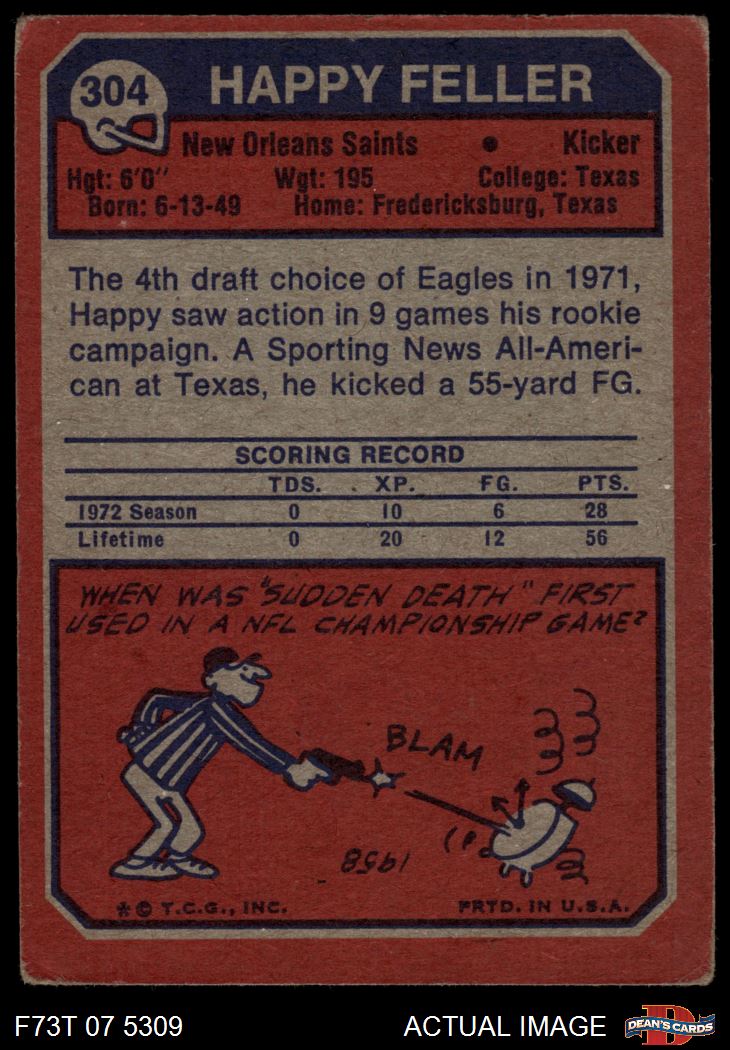 304 HAPPY FELLER
New Orleans Saints • Kicker
Hgt: 6'0" Wgt: 195 College: Texas
Born: 6-13-49 Home: Fredericksburg, Texas
The 4th draft choice of Eagles in 1971,
Happy saw action in 9 games his rookie
campaign. A Sporting News All-Ameri-
can at Texas, he kicked a 55-yard FG.
SCORING RECORD
TDS. XP. FG. PTS.
1972 Season 0 10 6 28
Lifetime 0 20 12 56
WHEN WAS "SUDDEN DEATH" FIRST
USED IN A NFL CHAMPIONSHIP GAME?
BLAM
1958
* © T.C.G., INC. PRTD. IN U.S.A.
F73T 07 5309 ACTUAL IMAGE D DEAN'S CARDS